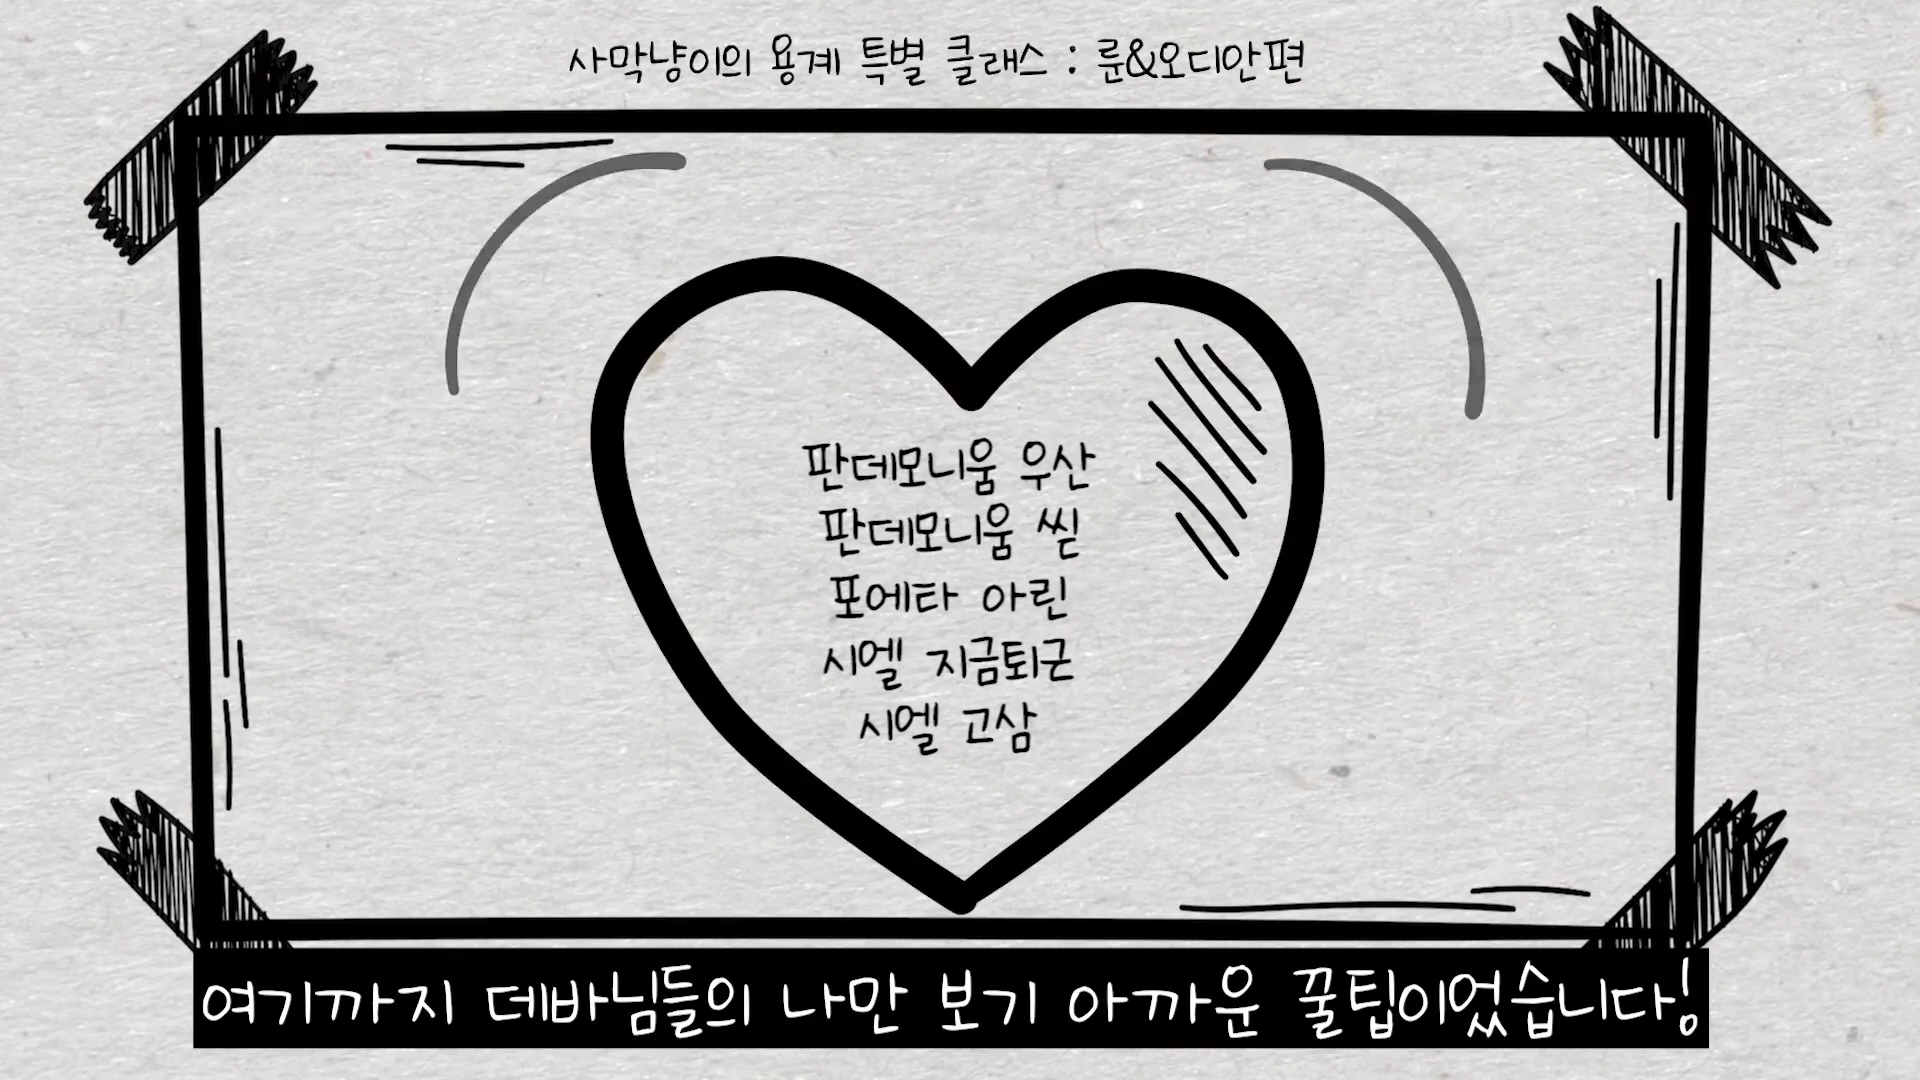 사막냥이의 용계 특별 클래스 : 룬&오디안편
판데모니움 우산
판데모니움 씯
포에타 아린
시엘 지금퇴근
시엘 고삼
여기까지 데바님들의 나만 보기 아까운 꿀팁이었습니다!